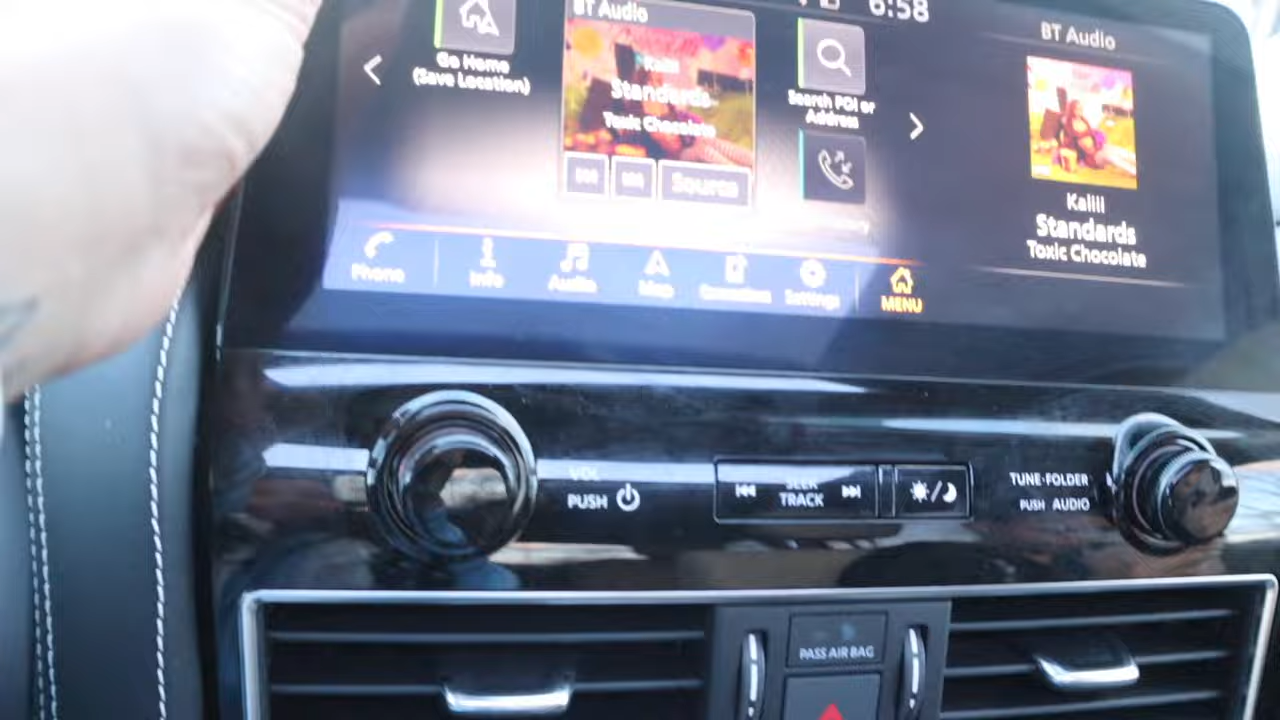 6:58
BT Audio
Go Home
(Save Location)
Kalili
Standards
Toxic Chocolate
Source
Search POI or
Address
BT Audio
Kalili
Standards
Toxic Chocolate
Phone
Info
Audio
Map
Settings
MENU
VOL
PUSH
SEEK
TRACK
TUNE·FOLDER
PUSH AUDIO
PASS AIR BAG